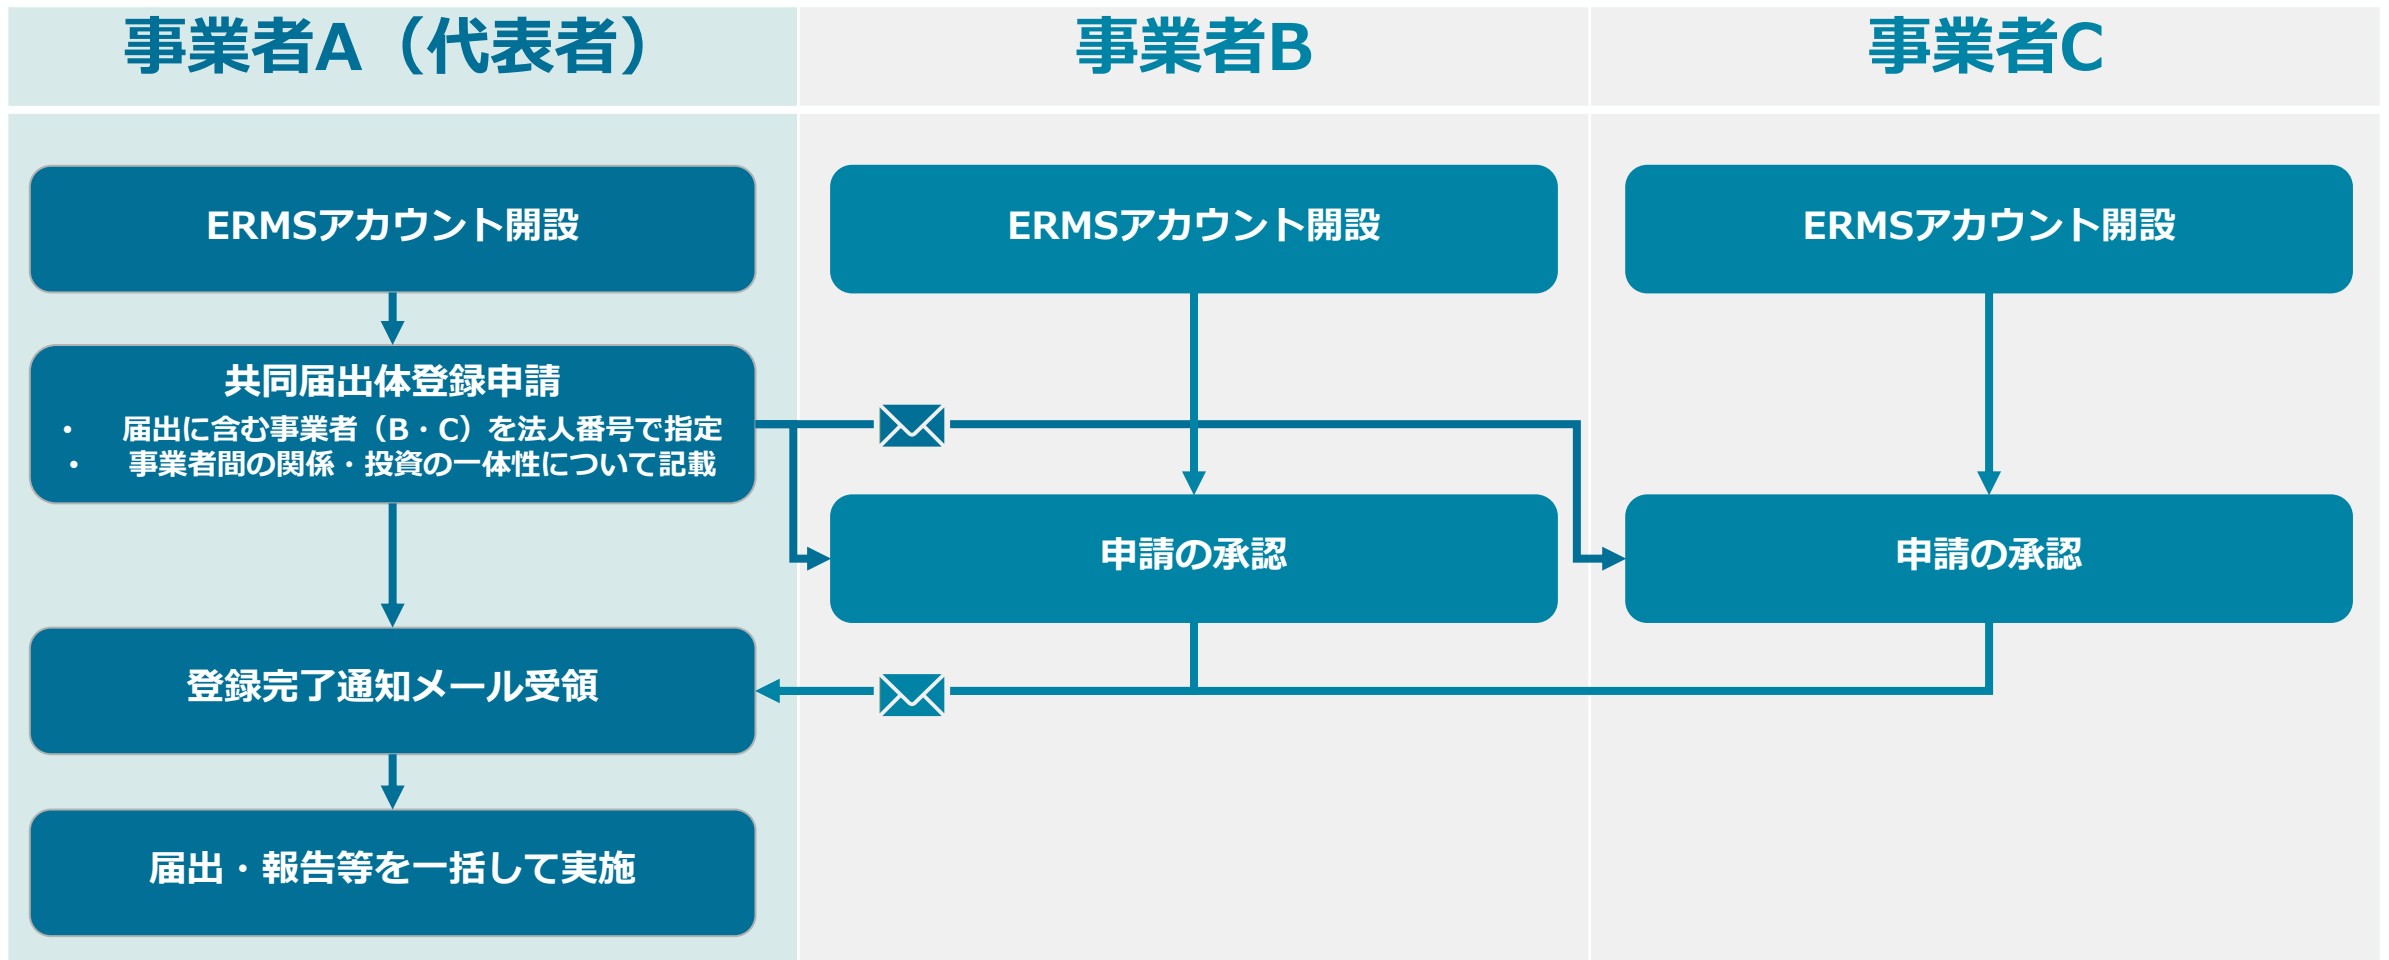 事業者A（代表者）
事業者B
事業者C
ERMSアカウント開設
ERMSアカウント開設
ERMSアカウント開設
共同届出体登録申請
・ 届出に含む事業者（B・C）を法人番号で指定
・ 事業者間の関係・投資の一体性について記載
申請の承認
申請の承認
登録完了通知メール受領
届出・報告等を一括して実施